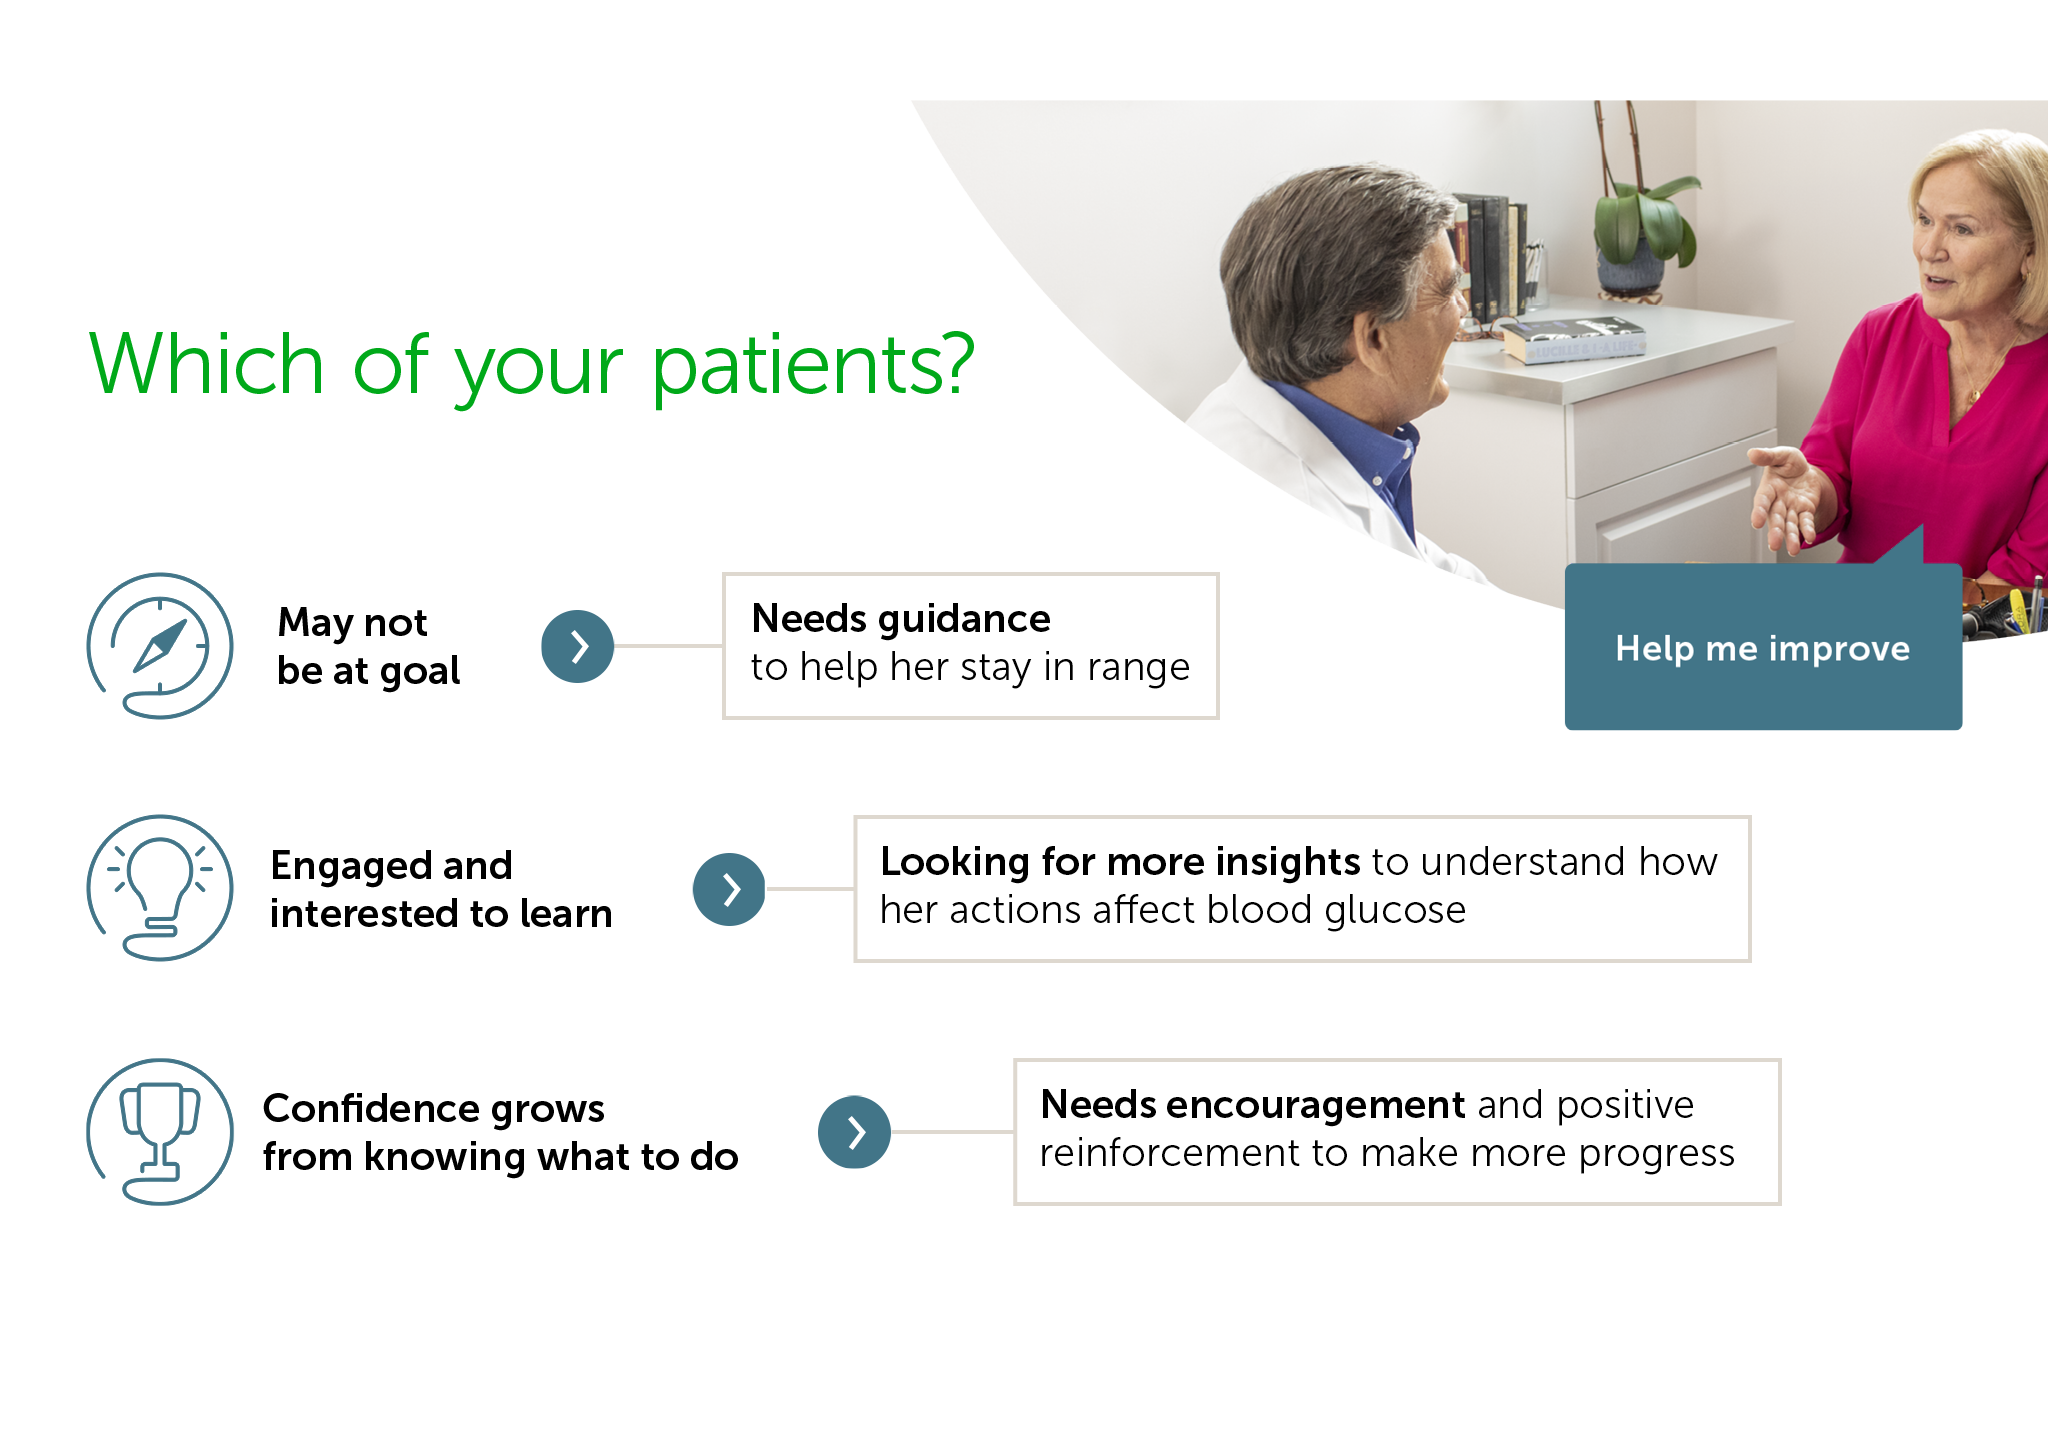 Which of your patients?
May not
be at goal
Needs guidance
to help her stay in range
Help me improve
Engaged and
interested to learn
Looking for more insights to understand how
her actions affect blood glucose
Confidence grows
from knowing what to do
Needs encouragement and positive
reinforcement to make more progress